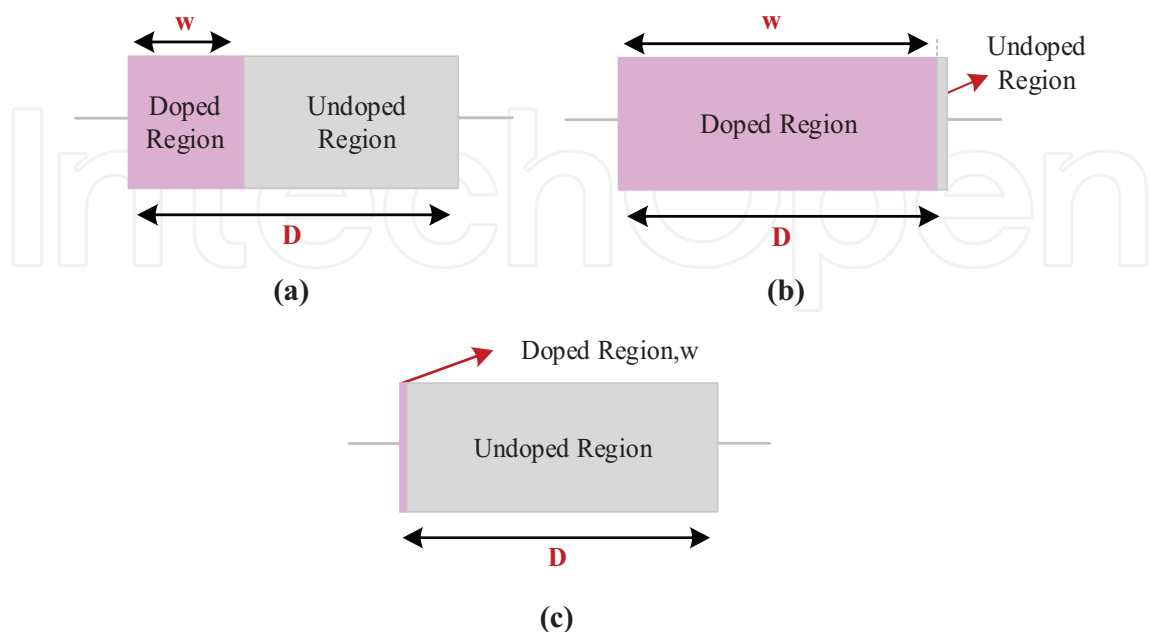 w
Doped
Region
Undoped
Region
D
(a)
w
Undoped
Region
Doped Region
D
(b)
Doped Region,w
Undoped Region
D
(c)
IntechOpen